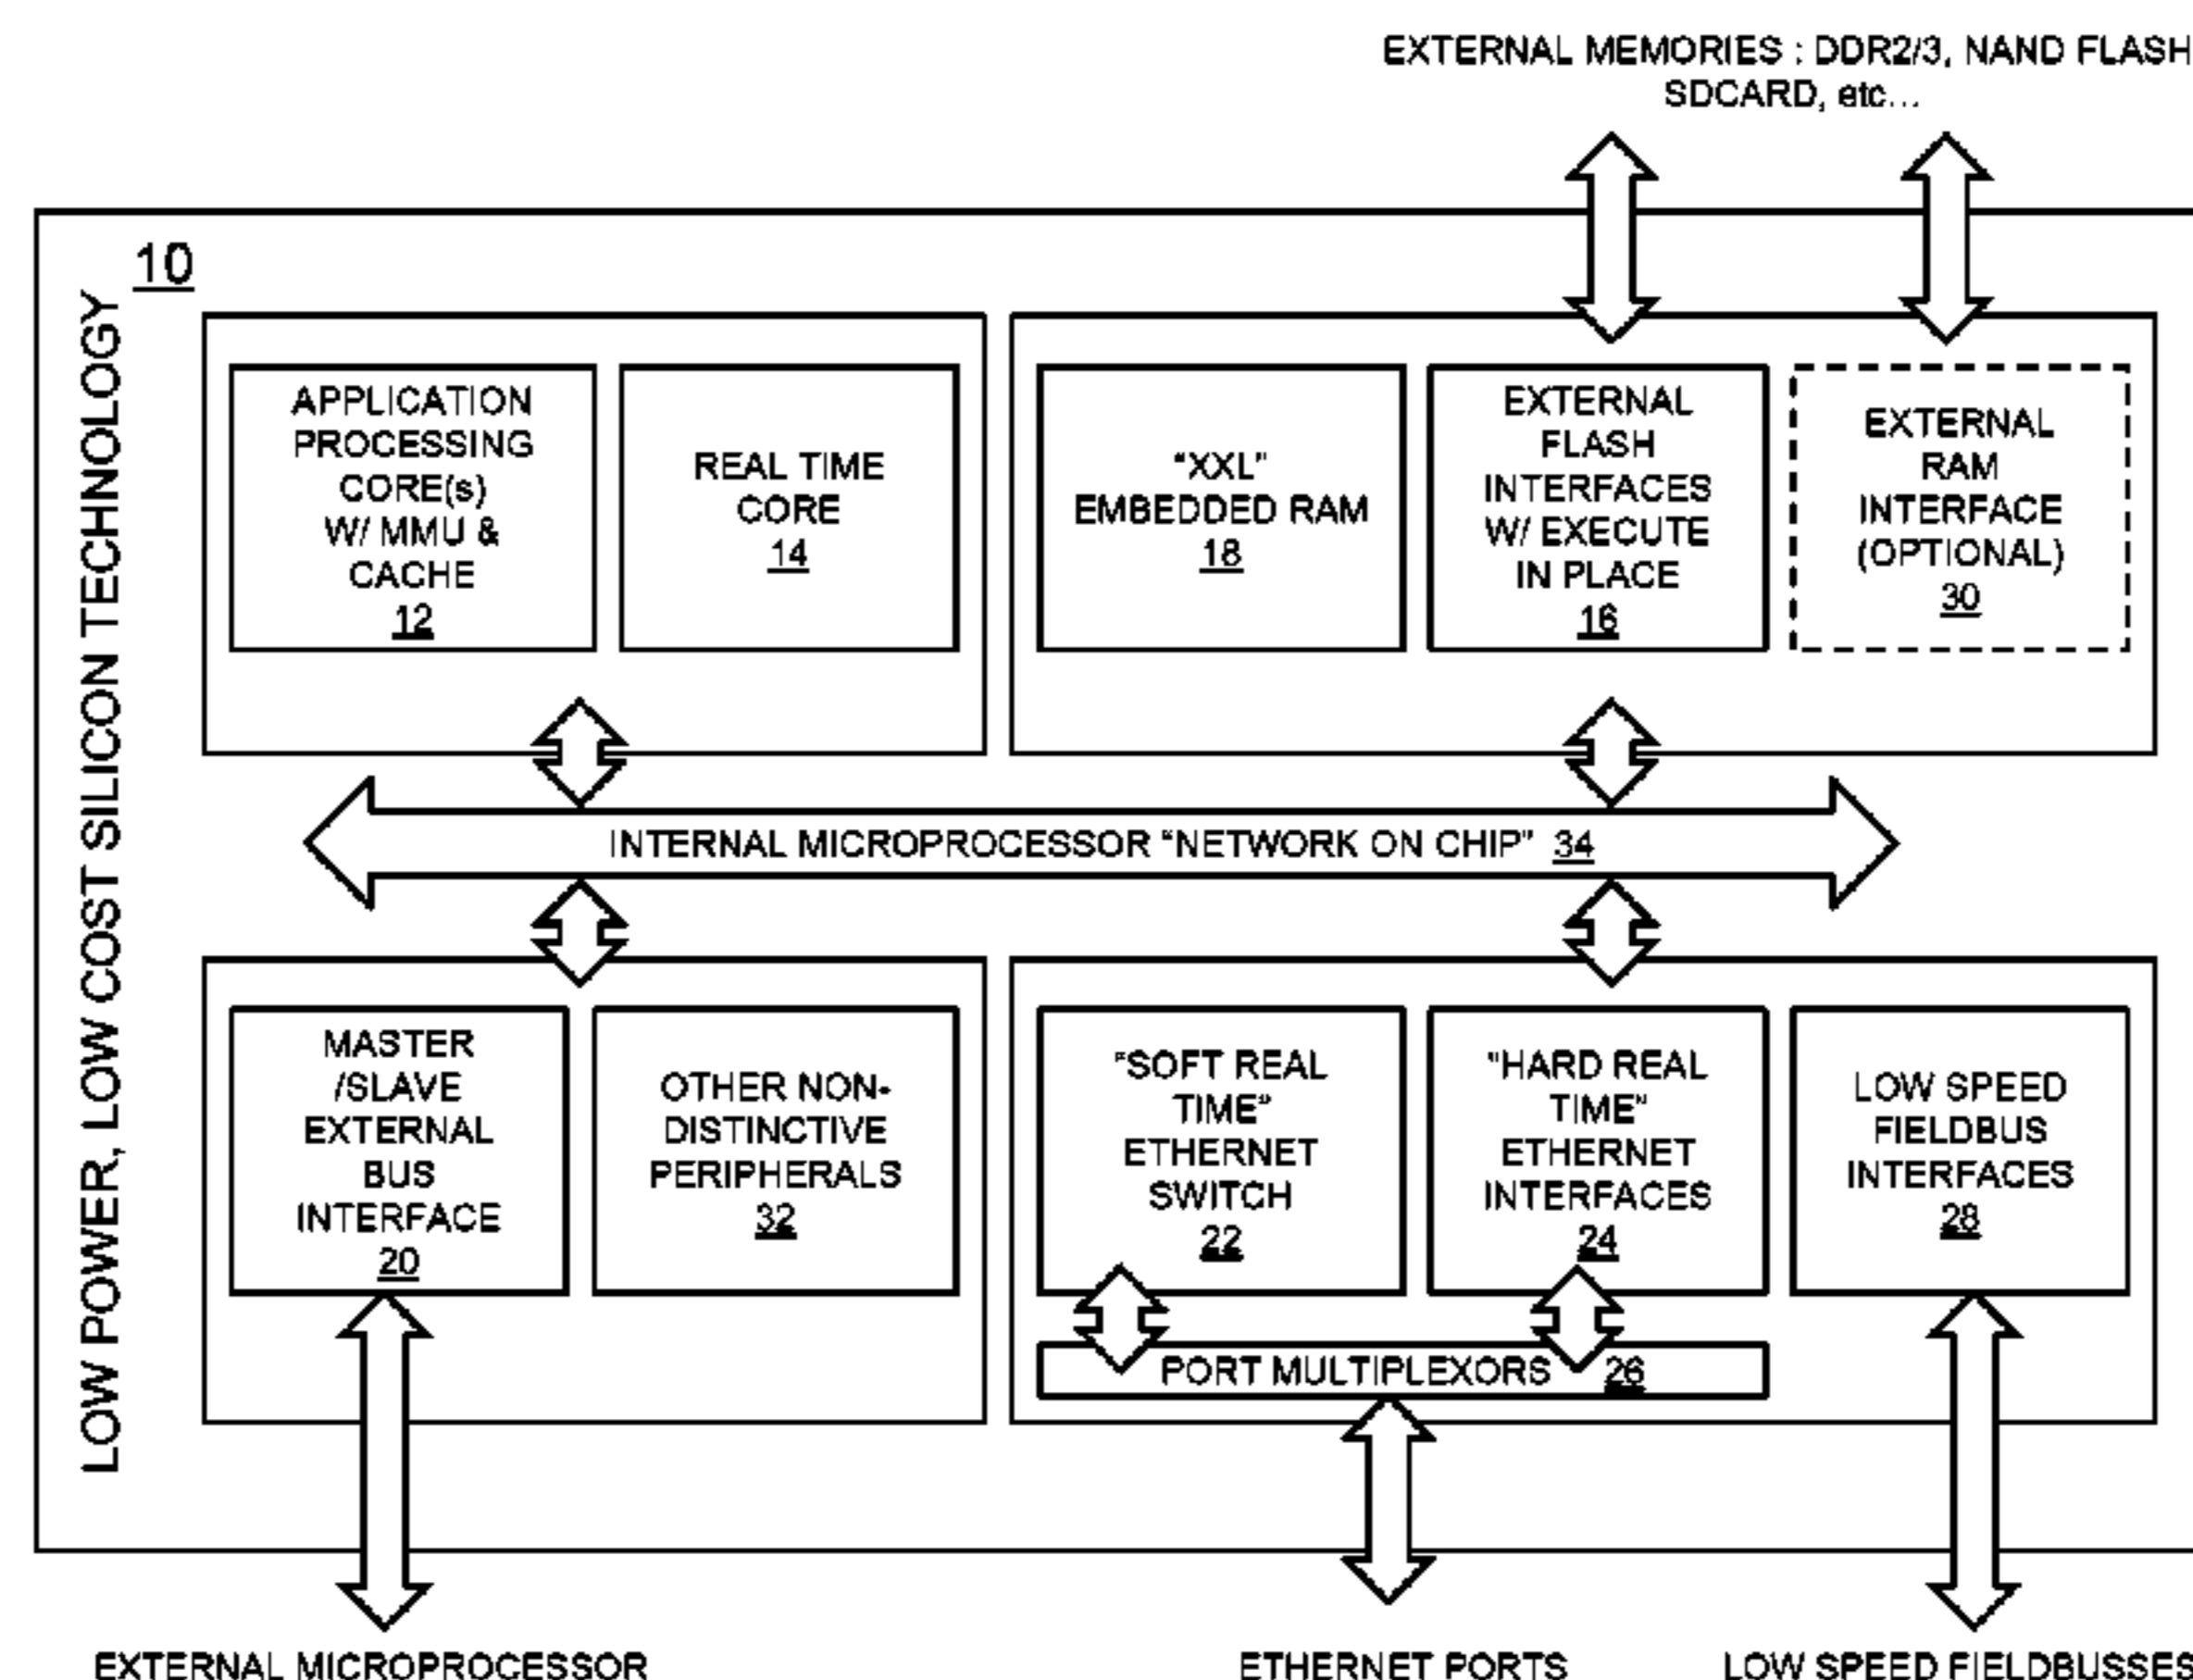 EXTERNAL MEMORIES : DDR2/3, NAND FLASH
SDCARD, etc...
LOW POWER, LOW COST SILICON TECHNOLOGY
10
APPLICATION
PROCESSING
CORE(s)
W/ MMU &
CACHE
12
REAL TIME
CORE
14
"XXL"
EMBEDDED RAM
18
EXTERNAL
FLASH
INTERFACES
W/ EXECUTE
IN PLACE
16
EXTERNAL
RAM
INTERFACE
(OPTIONAL)
30
INTERNAL MICROPROCESSOR "NETWORK ON CHIP" 34
MASTER
/SLAVE
EXTERNAL
BUS
INTERFACE
20
OTHER NON-
DISTINCTIVE
PERIPHERALS
32
"SOFT REAL
TIME"
ETHERNET
SWITCH
22
"HARD REAL
TIME"
ETHERNET
INTERFACES
24
LOW SPEED
FIELDBUS
INTERFACES
28
PORT MULTIPLEXORS 26
EXTERNAL MICROPROCESSOR
ETHERNET PORTS
LOW SPEED FIELDBUSSES